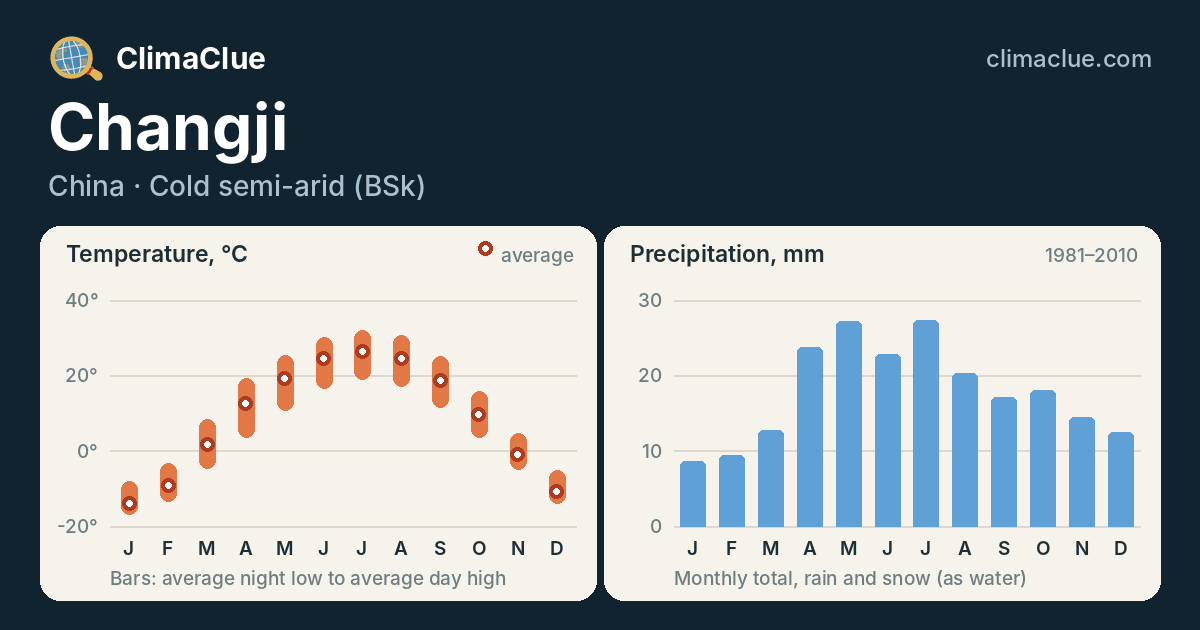 ClimaClue
climaclue.com
Changji
China · Cold semi-arid (BSk)
Temperature, °C
average
40°
20°
0°
-20°
J F M A M J J A S O N D
Bars: average night low to average day high
Precipitation, mm
1981–2010
30
20
10
0
J F M A M J J A S O N D
Monthly total, rain and snow (as water)